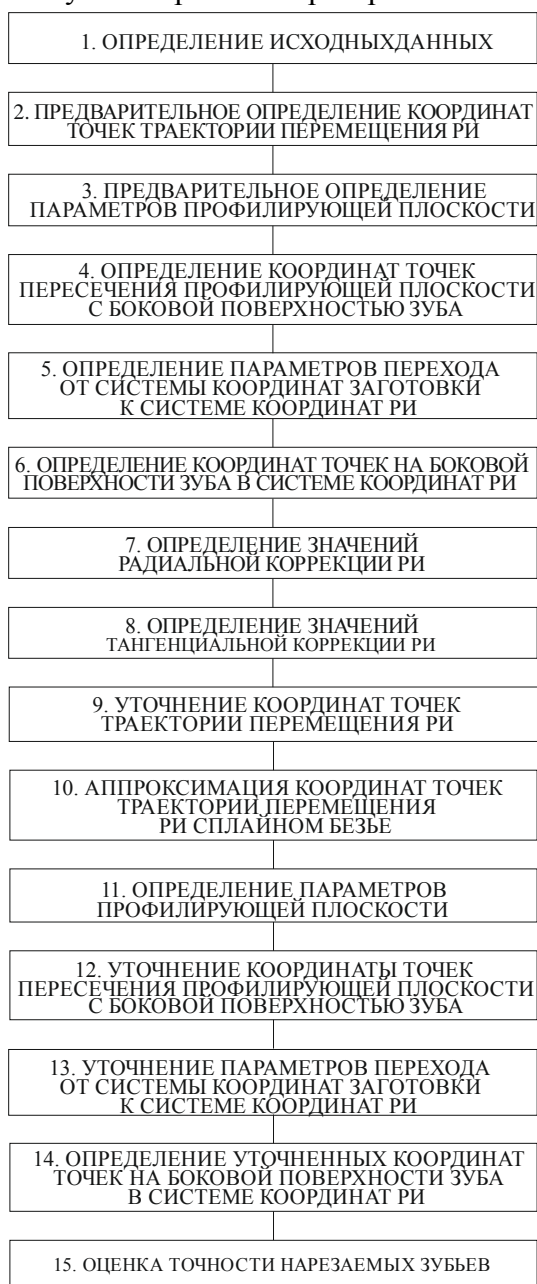 1. ОПРЕДЕЛЕНИЕ ИСХОДНЫХДАННЫХ
2. ПРЕДВАРИТЕЛЬНОЕ ОПРЕДЕЛЕНИЕ КООРДИНАТ
ТОЧЕК ТРАЕКТОРИИ ПЕРЕМЕЩЕНИЯ РИ
3. ПРЕДВАРИТЕЛЬНОЕ ОПРЕДЕЛЕНИЕ
ПАРАМЕТРОВ ПРОФИЛИРУЮЩЕЙ ПЛОСКОСТИ
4. ОПРЕДЕЛЕНИЕ КООРДИНАТ ТОЧЕК
ПЕРЕСЕЧЕНИЯ ПРОФИЛИРУЮЩЕЙ ПЛОСКОСТИ
С БОКОВОЙ ПОВЕРХНОСТЬЮ ЗУБА
5. ОПРЕДЕЛЕНИЕ ПАРАМЕТРОВ ПЕРЕХОДА
ОТ СИСТЕМЫ КООРДИНАТ ЗАГОТОВКИ
К СИСТЕМЕ КООРДИНАТ РИ
6. ОПРЕДЕЛЕНИЕ КООРДИНАТ ТОЧЕК НА БОКОВОЙ
ПОВЕРХНОСТИ ЗУБА В СИСТЕМЕ КООРДИНАТ РИ
7. ОПРЕДЕЛЕНИЕ ЗНАЧЕНИЙ
РАДИАЛЬНОЙ КОРРЕКЦИИ РИ
8. ОПРЕДЕЛЕНИЕ ЗНАЧЕНИЙ
ТАНГЕНЦИАЛЬНОЙ КОРРЕКЦИИ РИ
9. УТОЧНЕНИЕ КООРДИНАТ ТОЧЕК
ТРАЕКТОРИИ ПЕРЕМЕЩЕНИЯ РИ
10. АППРОКСИМАЦИЯ КООРДИНАТ ТОЧЕК
ТРАЕКТОРИИ ПЕРЕМЕЩЕНИЯ
РИ СПЛАЙНОМ БЕЗЬЕ
11. ОПРЕДЕЛЕНИЕ ПАРАМЕТРОВ
ПРОФИЛИРУЮЩЕЙ ПЛОСКОСТИ
12. УТОЧНЕНИЕ КООРДИНАТЫ ТОЧЕК
ПЕРЕСЕЧЕНИЯ ПРОФИЛИРУЮЩЕЙ ПЛОСКОСТИ
С БОКОВОЙ ПОВЕРХНОСТЬЮ ЗУБА
13. УТОЧНЕНИЕ ПАРАМЕТРОВ ПЕРЕХОДА
ОТ СИСТЕМЫ КООРДИНАТ ЗАГОТОВКИ
К СИСТЕМЕ КООРДИНАТ РИ
14. ОПРЕДЕЛЕНИЕ УТОЧНЕННЫХ КООРДИНАТ
ТОЧЕК НА БОКОВОЙ ПОВЕРХНОСТИ ЗУБА
В СИСТЕМЕ КООРДИНАТ РИ
15. ОЦЕНКА ТОЧНОСТИ НАРЕЗАЕМЫХ ЗУБЬЕВ